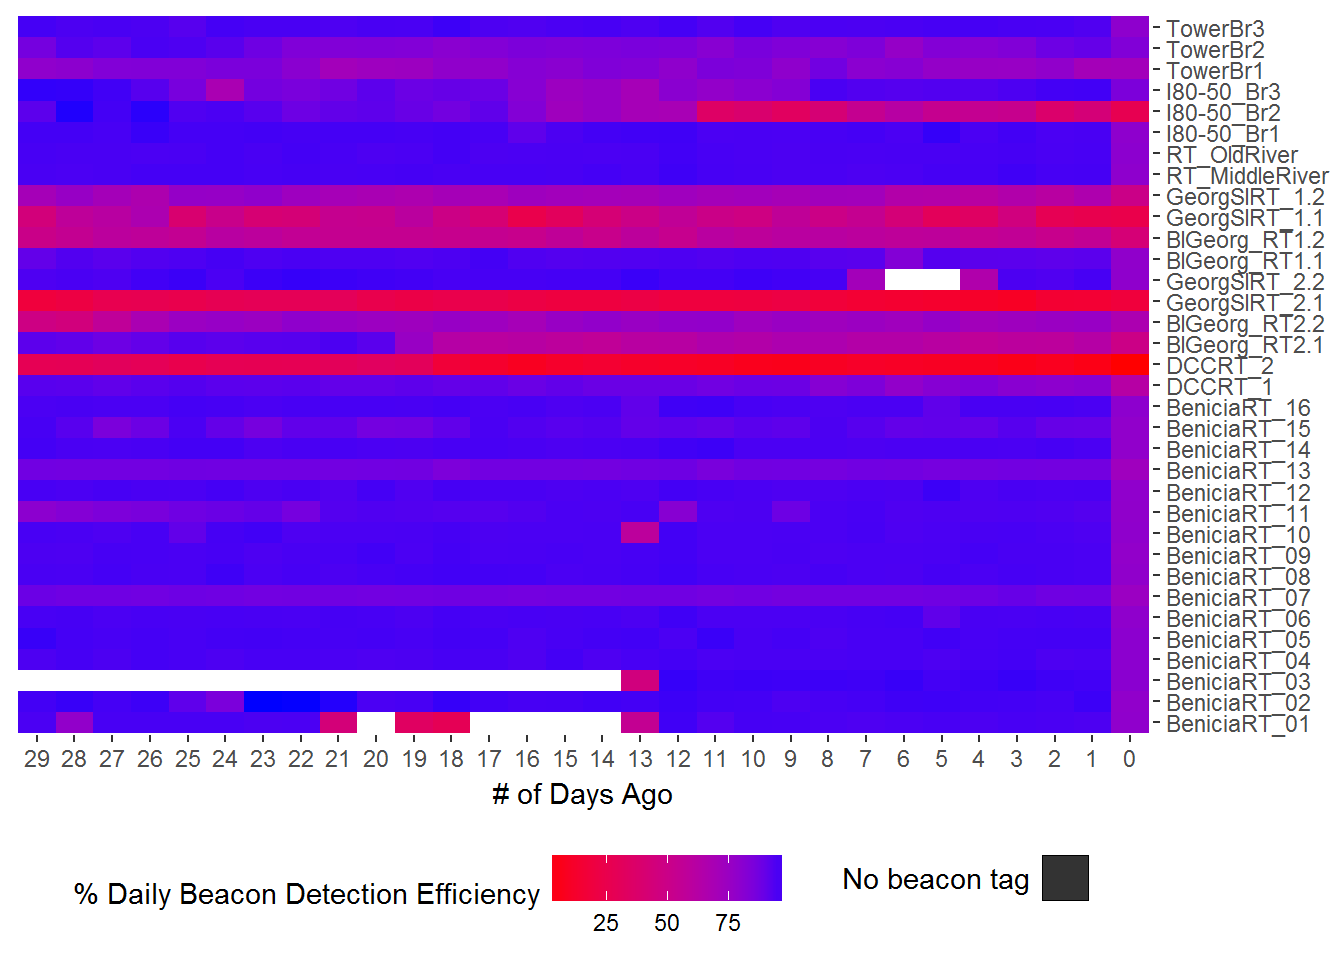 TowerBr3
TowerBr2
TowerBr1
I80-50_Br3
I80-50_Br2
I80-50_Br1
RT_OldRiver
RT_MiddleRiver
GeorgSlRT_1.2
GeorgSlRT_1.1
BlGeorg_RT1.2
BlGeorg_RT1.1
GeorgSlRT_2.2
GeorgSlRT_2.1
BlGeorg_RT2.2
BlGeorg_RT2.1
DCCRT_2
DCCRT_1
BeniciaRT_16
BeniciaRT_15
BeniciaRT_14
BeniciaRT_13
BeniciaRT_12
BeniciaRT_11
BeniciaRT_10
BeniciaRT_09
BeniciaRT_08
BeniciaRT_07
BeniciaRT_06
BeniciaRT_05
BeniciaRT_04
BeniciaRT_03
BeniciaRT_02
BeniciaRT_01
29 28 27 26 25 24 23 22 21 20 19 18 17 16 15 14 13 12 11 10 9 8 7 6 5 4 3 2 1 0
# of Days Ago
% Daily Beacon Detection Efficiency
25 50 75
No beacon tag